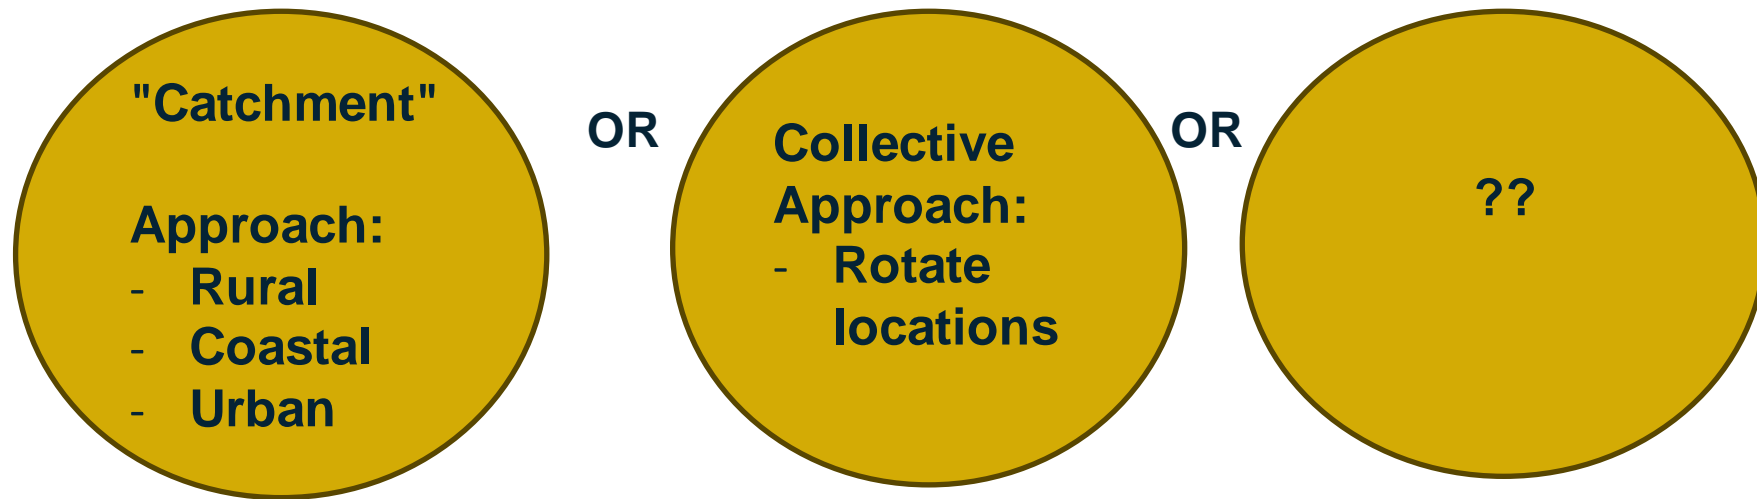 "Catchment"
Approach:
- Rural
- Coastal
- Urban
OR
Collective
Approach:
- Rotate
locations
OR
??